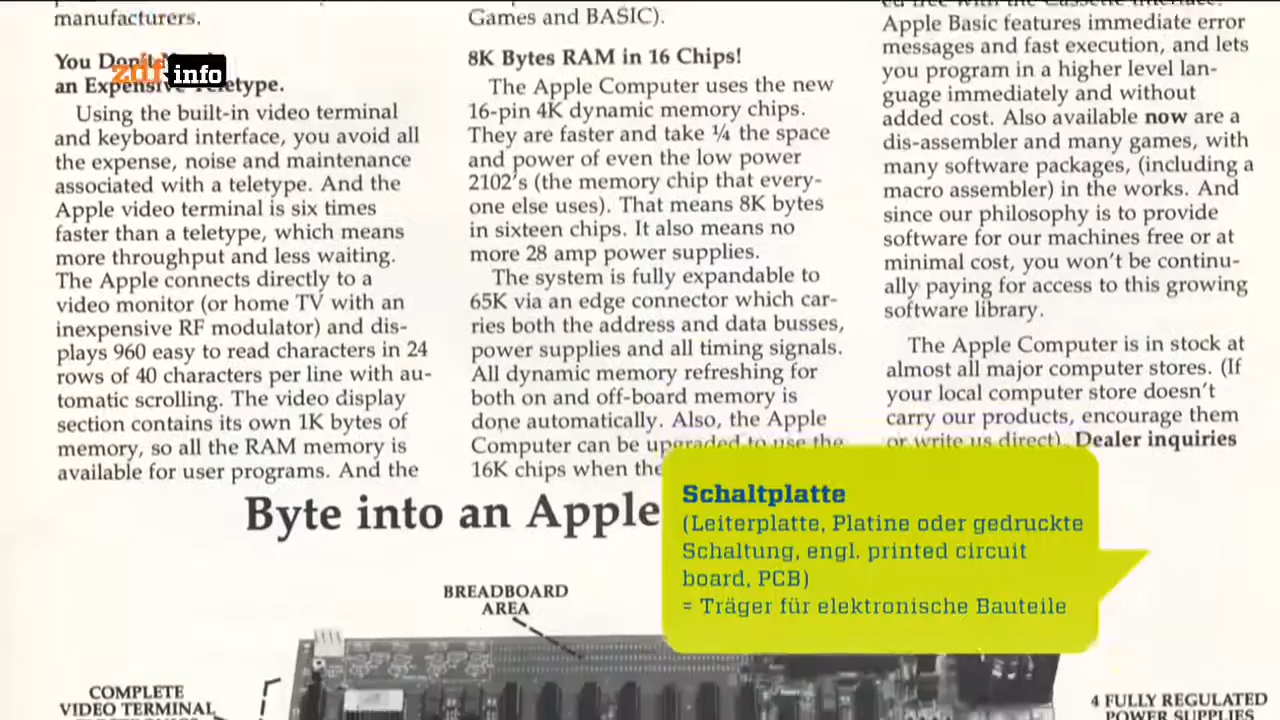 manufacturers.
You Don't
an Expensive Teletype.
Using the built-in video terminal
and keyboard interface, you avoid all
the expense, noise and maintenance
associated with a teletype. And the
Apple video terminal is six times
faster than a teletype, which means
more throughput and less waiting.
The Apple connects directly to a
video monitor (or home TV with an
inexpensive RF modulator) and dis-
plays 960 easy to read characters in 24
rows of 40 characters per line with au-
tomatic scrolling. The video display
section contains its own 1K bytes of
memory, so all the RAM memory is
available for user programs. And the
zdf info
Games and BASIC).
8K Bytes RAM in 16 Chips!
The Apple Computer uses the new
16-pin 4K dynamic memory chips.
They are faster and take ¼ the space
and power of even the low power
2102's (the memory chip that every-
one else uses). That means 8K bytes
in sixteen chips. It also means no
more 28 amp power supplies.
The system is fully expandable to
65K via an edge connector which car-
ries both the address and data busses,
power supplies and all timing signals.
All dynamic memory refreshing for
both on and off-board memory is
done automatically. Also, the Apple
Computer can be upgraded to use the
16K chips when the
ed free with the Cassette Interface.
Apple Basic features immediate error
messages and fast execution, and lets
you program in a higher level lan-
guage immediately and without
added cost. Also available now are a
dis-assembler and many games, with
many software packages, (including a
macro assembler) in the works. And
since our philosophy is to provide
software for our machines free or at
minimal cost, you won't be continu-
ally paying for access to this growing
software library.
The Apple Computer is in stock at
almost all major computer stores. (If
your local computer store doesn't
carry our products, encourage them
or write us direct). Dealer inquiries
Byte into an Apple
Schaltplatte
(Leiterplatte, Platine oder gedruckte
Schaltung, engl. printed circuit
board, PCB)
= Träger für elektronische Bauteile
BREADBOARD
AREA
COMPLETE
VIDEO TERMINAL
4 FULLY REGULATED
POWER SUPPLIES